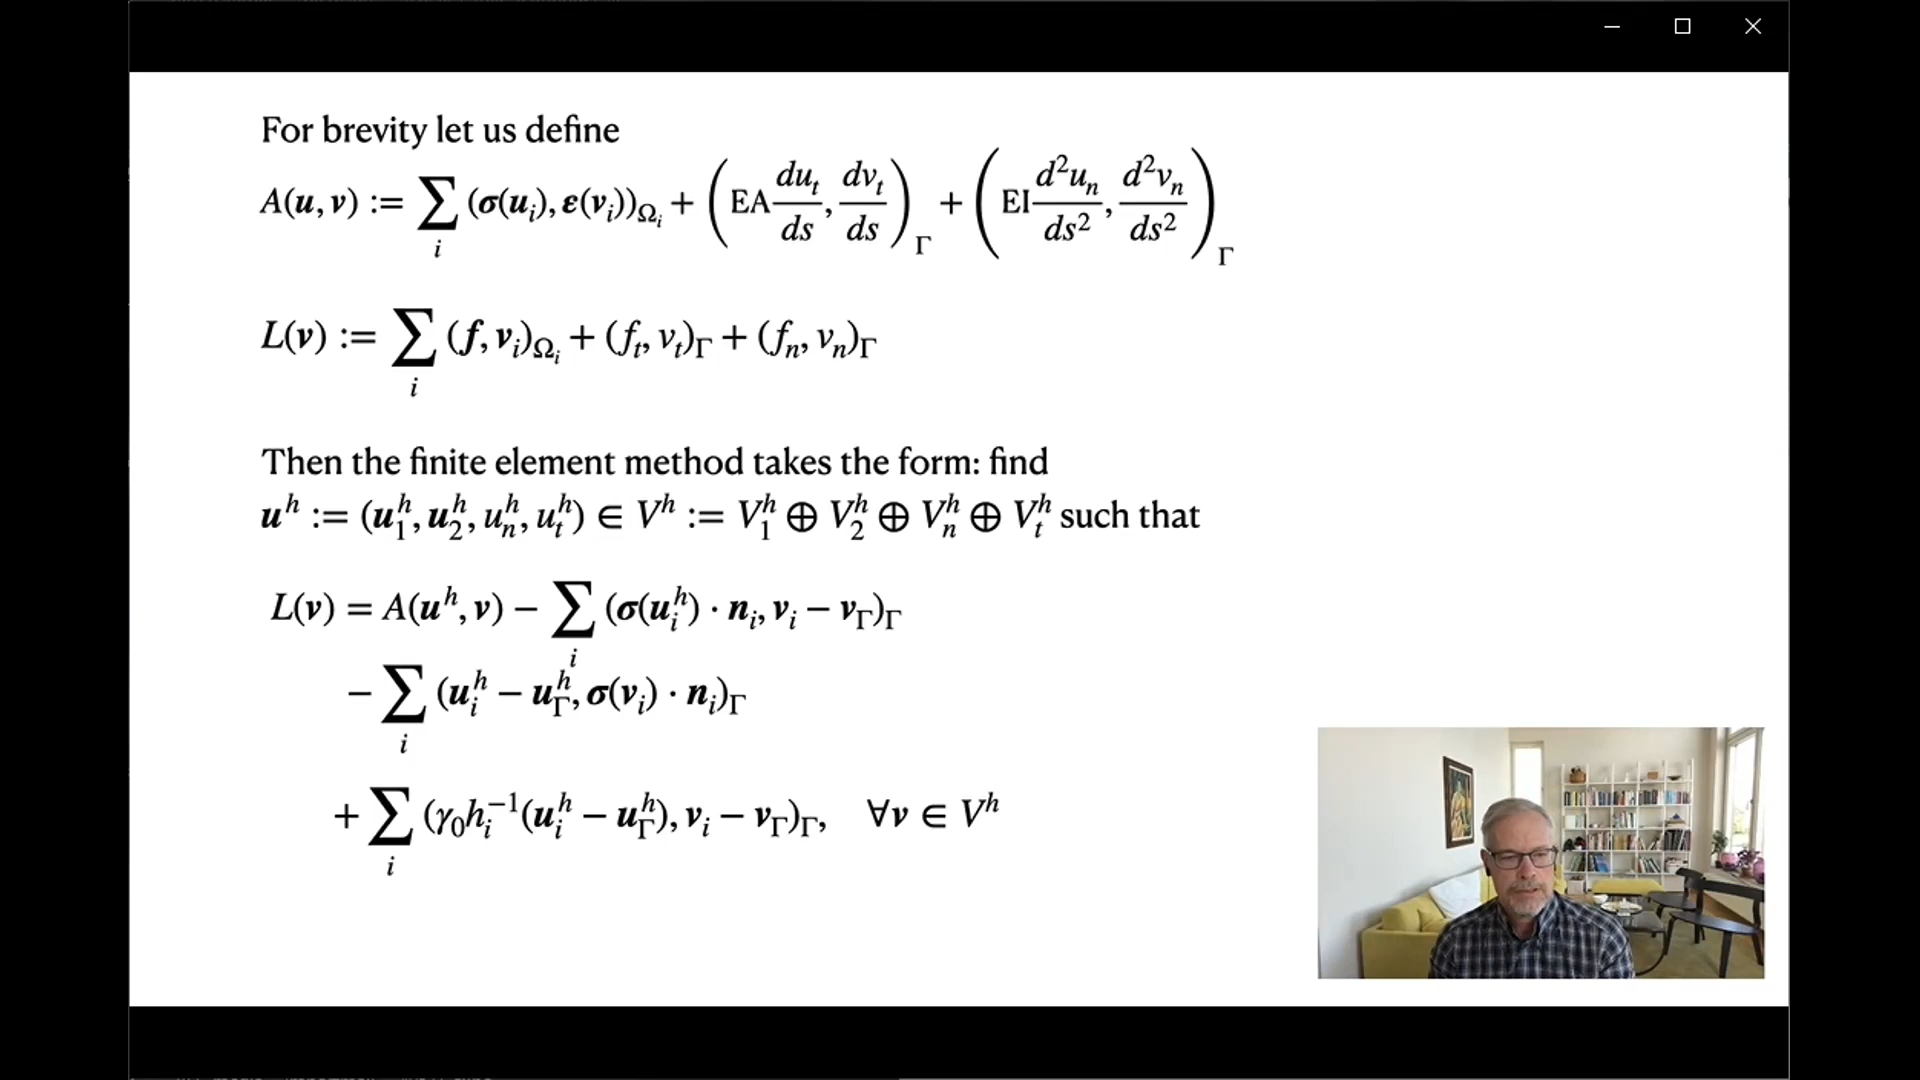 For brevity let us define
A(u, v) := ∑_i (σ(u_i), ε(v_i))_{Ω_i} + (EA du_t/ds, dv_t/ds)_Γ + (EI d²u_n/ds², d²v_n/ds²)_Γ
L(v) := ∑_i (f, v_i)_{Ω_i} + (f_t, v_t)_Γ + (f_n, v_n)_Γ
Then the finite element method takes the form: find
u^h := (u_1^h, u_2^h, u_n^h, u_t^h) ∈ V^h := V_1^h ⊕ V_2^h ⊕ V_n^h ⊕ V_t^h such that
L(v) = A(u^h, v) − ∑_i (σ(u_i^h) · n_i, v_i − v_Γ)_Γ
− ∑_i (u_i^h − u_Γ^h, σ(v_i) · n_i)_Γ
+ ∑_i (γ_0 h_i^{−1}(u_i^h − u_Γ^h), v_i − v_Γ)_Γ, ∀v ∈ V^h